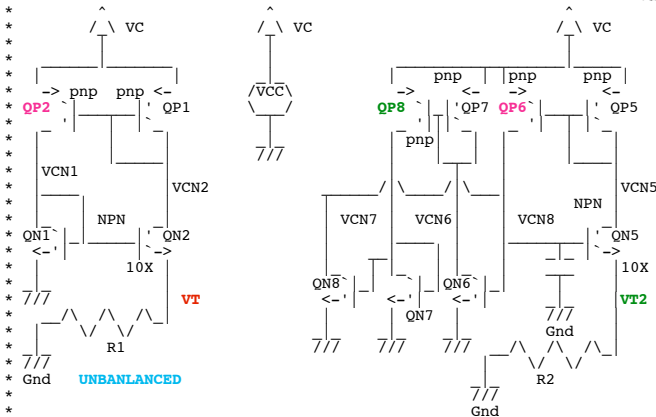 VC VC VC
pnp pnp pnp pnp pnp
QP2 QP1 VCC QP8 QP7 QP6 QP5
pnp
VCN1
VCN2 VCN5
NPN
NPN VCN7 VCN6 VCN8
QN1 QN2 QN5
10X QN8 QN6 10X
VT VT2
QN7
Gnd
R1
Gnd UNBANLANCED R2
Gnd